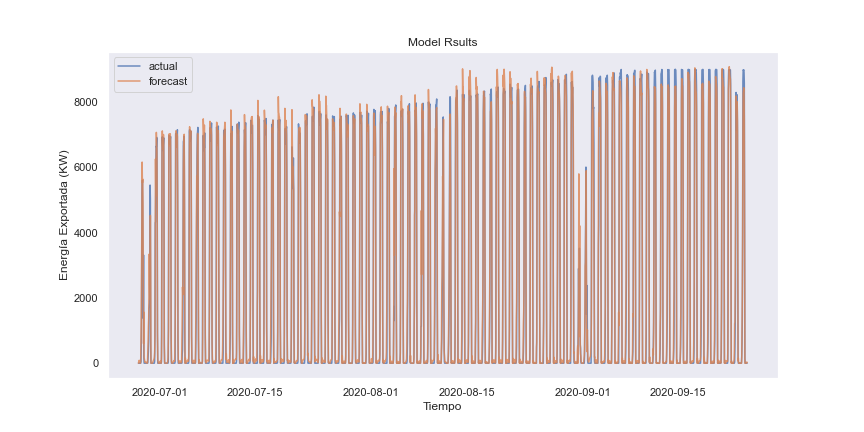 Model Rsults
actual
forecast
Energía Exportada (KW)
8000
6000
4000
2000
0
2020-07-01 2020-07-15 2020-08-01 2020-08-15 2020-09-01 2020-09-15
Tiempo